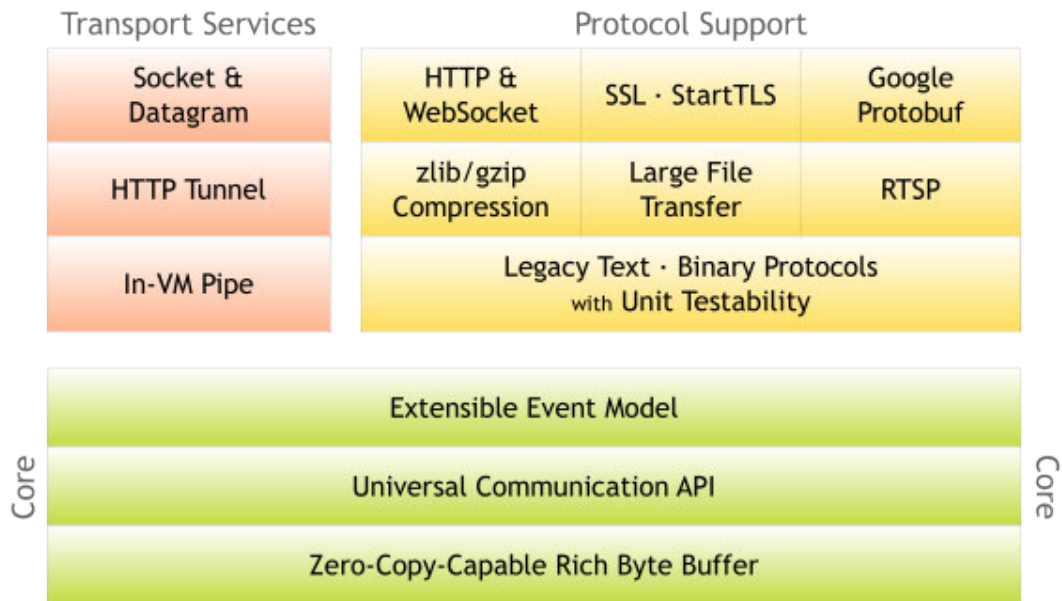 Transport Services
Socket &
Datagram
HTTP Tunnel
In-VM Pipe
Protocol Support
HTTP &
WebSocket
SSL · StartTLS
Google
Protobuf
zlib/gzip
Compression
Large File
Transfer
RTSP
Legacy Text · Binary Protocols
with Unit Testability
Core
Extensible Event Model
Universal Communication API
Zero-Copy-Capable Rich Byte Buffer
Core